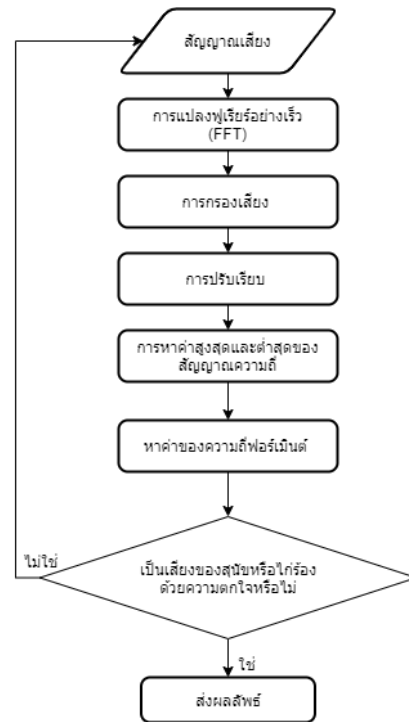 สัญญาณเสียง
การแปลงฟูเรียร์อย่างเร็ว
(FFT)
การกรองเสียง
การปรับเรียบ
การหาค่าสูงสุดและต่ำสุดของ
สัญญาณความถี่
หาค่าของความถี่ฟอร์เมินต์
ไม่ใช่
เป็นเสียงของสุนัขหรือไก่ร้อง
ด้วยความตกใจหรือไม่
ใช่
ส่งผลลัพธ์